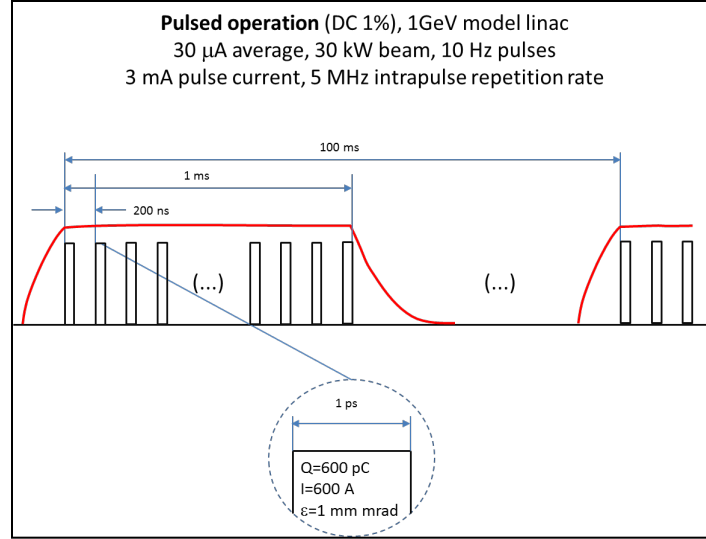 Pulsed operation (DC 1%), 1GeV model linac
30 μA average, 30 kW beam, 10 Hz pulses
3 mA pulse current, 5 MHz intrapulse repetition rate
100 ms
1 ms
200 ns
(...)
(...)
1 ps
Q=600 pC
I=600 A
ε=1 mm mrad